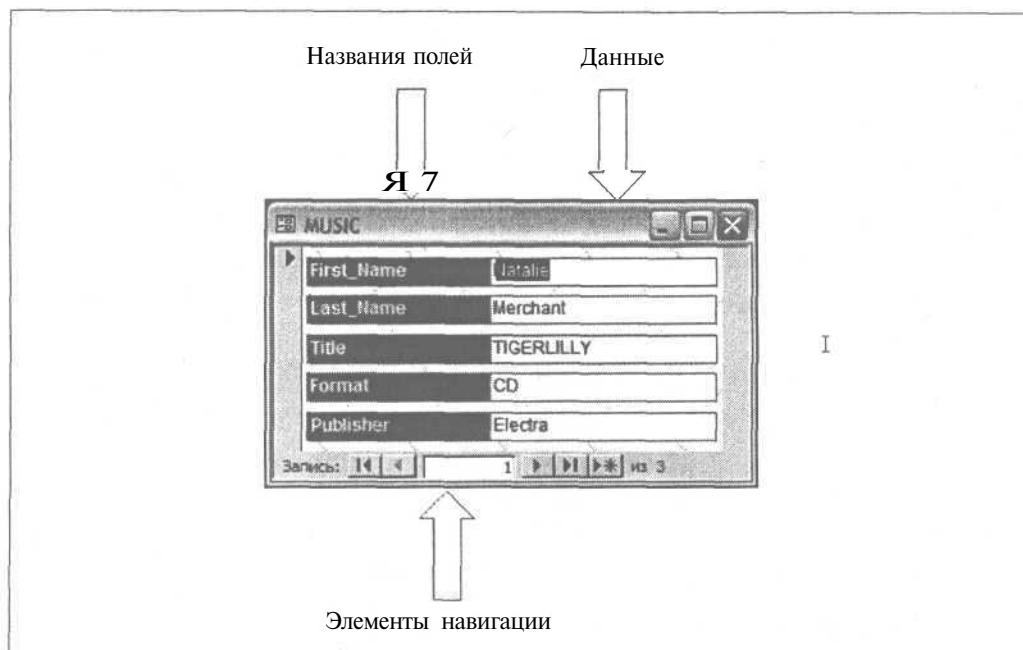 Названия полей
Данные
Я 7
MUSIC
First_Name Natalie
Last_Name Merchant
Title TIGERLILLY
Format CD
Publisher Electra
Запись: 1 из 3
Элементы навигации